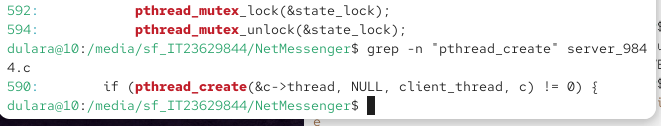 592:            pthread_mutex_lock(&state_lock);
594:            pthread_mutex_unlock(&state_lock);
dulara@10:/media/sf_IT23629844/NetMessenger$ grep -n "pthread_create" server_984
4.c
590:        if (pthread_create(&c->thread, NULL, client_thread, c) != 0) {
dulara@10:/media/sf_IT23629844/NetMessenger$
e